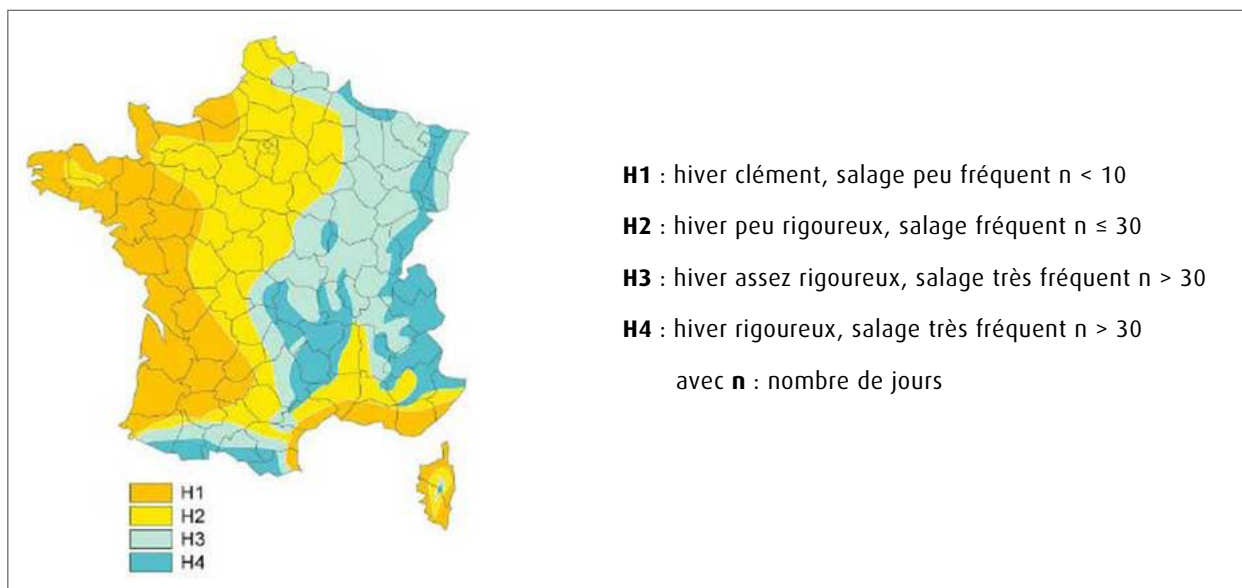 H1 : hiver clément, salage peu fréquent n < 10
H2 : hiver peu rigoureux, salage fréquent n ≤ 30
H3 : hiver assez rigoureux, salage très fréquent n > 30
H4 : hiver rigoureux, salage très fréquent n > 30
avec n : nombre de jours
H1
H2
H3
H4